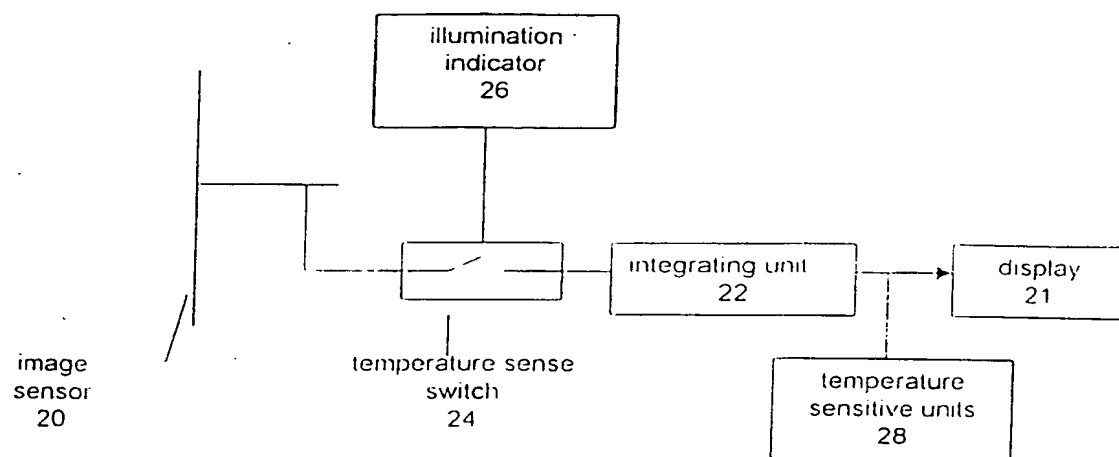 illumination
indicator
26
integrating unit
22
display
21
image
sensor
20
temperature sense
switch
24
temperature
sensitive units
28